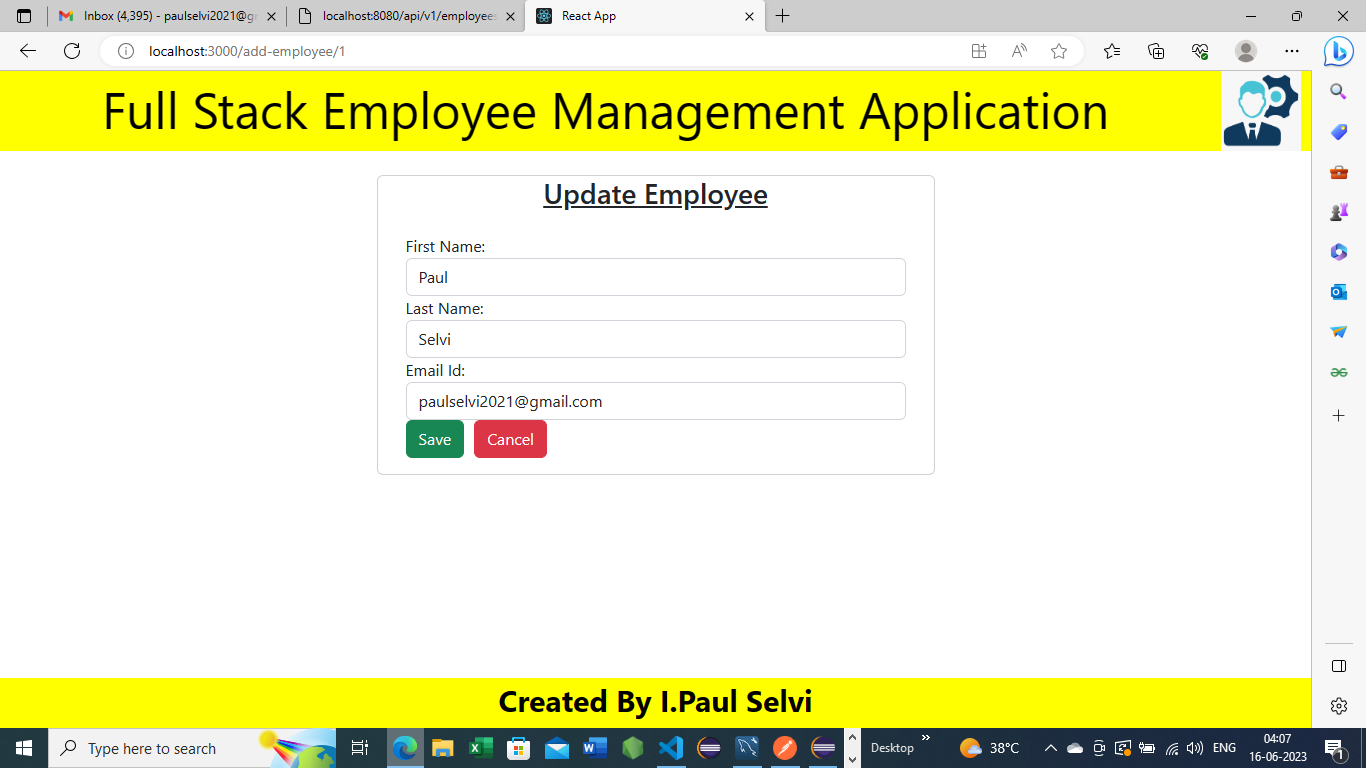 Inbox (4,395) - paulselvi2021@g
localhost:8080/api/v1/employees
React App
localhost:3000/add-employee/1
Full Stack Employee Management Application
Update Employee
First Name:
Paul
Last Name:
Selvi
Email Id:
paulselvi2021@gmail.com
Save Cancel
Created By I.Paul Selvi
Type here to search
Desktop
38°C
ENG
04:07
16-06-2023
1